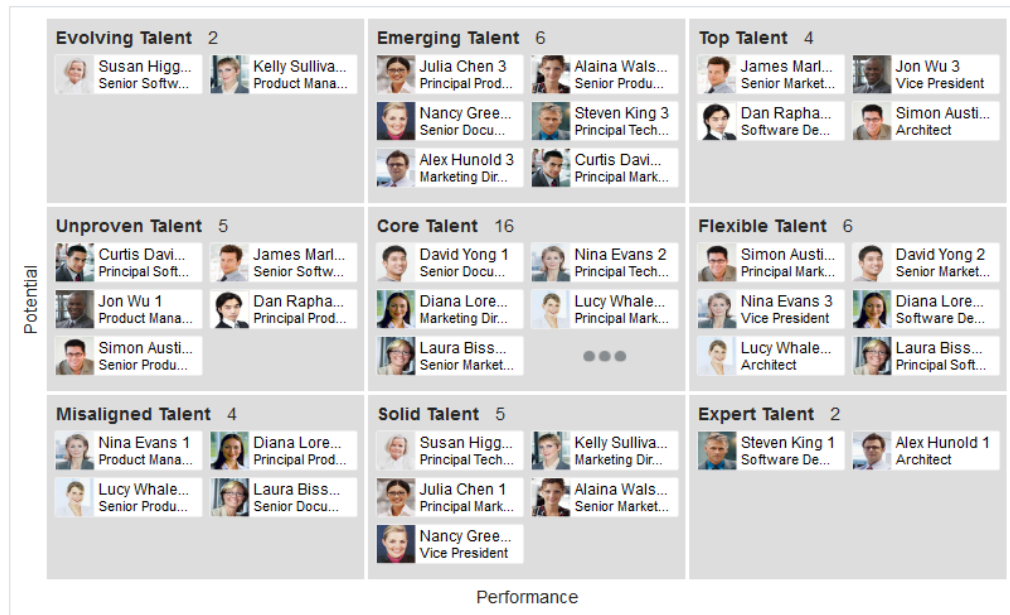 Evolving Talent 2
Susan Higg...
Senior Softw...
Kelly Sulliva...
Product Mana...
Emerging Talent 6
Julia Chen 3
Principal Prod...
Alaina Wals...
Senior Produ...
Nancy Gree...
Senior Docu...
Steven King 3
Principal Tech...
Alex Hunold 3
Marketing Dir...
Curtis Davi...
Principal Mark...
Top Talent 4
James Marl...
Senior Market...
Jon Wu 3
Vice President
Dan Rapha...
Software De...
Simon Austi...
Architect
Potential
Unproven Talent 5
Curtis Davi...
Principal Soft...
James Marl...
Senior Softw...
Jon Wu 1
Product Mana...
Dan Rapha...
Principal Prod...
Simon Austi...
Senior Produ...
Core Talent 16
David Yong 1
Senior Docu...
Nina Evans 2
Principal Tech...
Diana Lore...
Marketing Dir...
Lucy Whale...
Principal Mark...
Laura Biss...
Senior Market...
Flexible Talent 6
Simon Austi...
Principal Mark...
David Yong 2
Senior Market...
Nina Evans 3
Vice President
Diana Lore...
Software De...
Lucy Whale...
Architect
Laura Biss...
Principal Soft...
Misaligned Talent 4
Nina Evans 1
Product Mana...
Diana Lore...
Principal Prod...
Lucy Whale...
Senior Produ...
Laura Biss...
Senior Docu...
Solid Talent 5
Susan Higg...
Principal Tech...
Kelly Sulliva...
Marketing Dir...
Julia Chen 1
Principal Mark...
Alaina Wals...
Senior Market...
Nancy Gree...
Vice President
Expert Talent 2
Steven King 1
Software De...
Alex Hunold 1
Architect
Performance